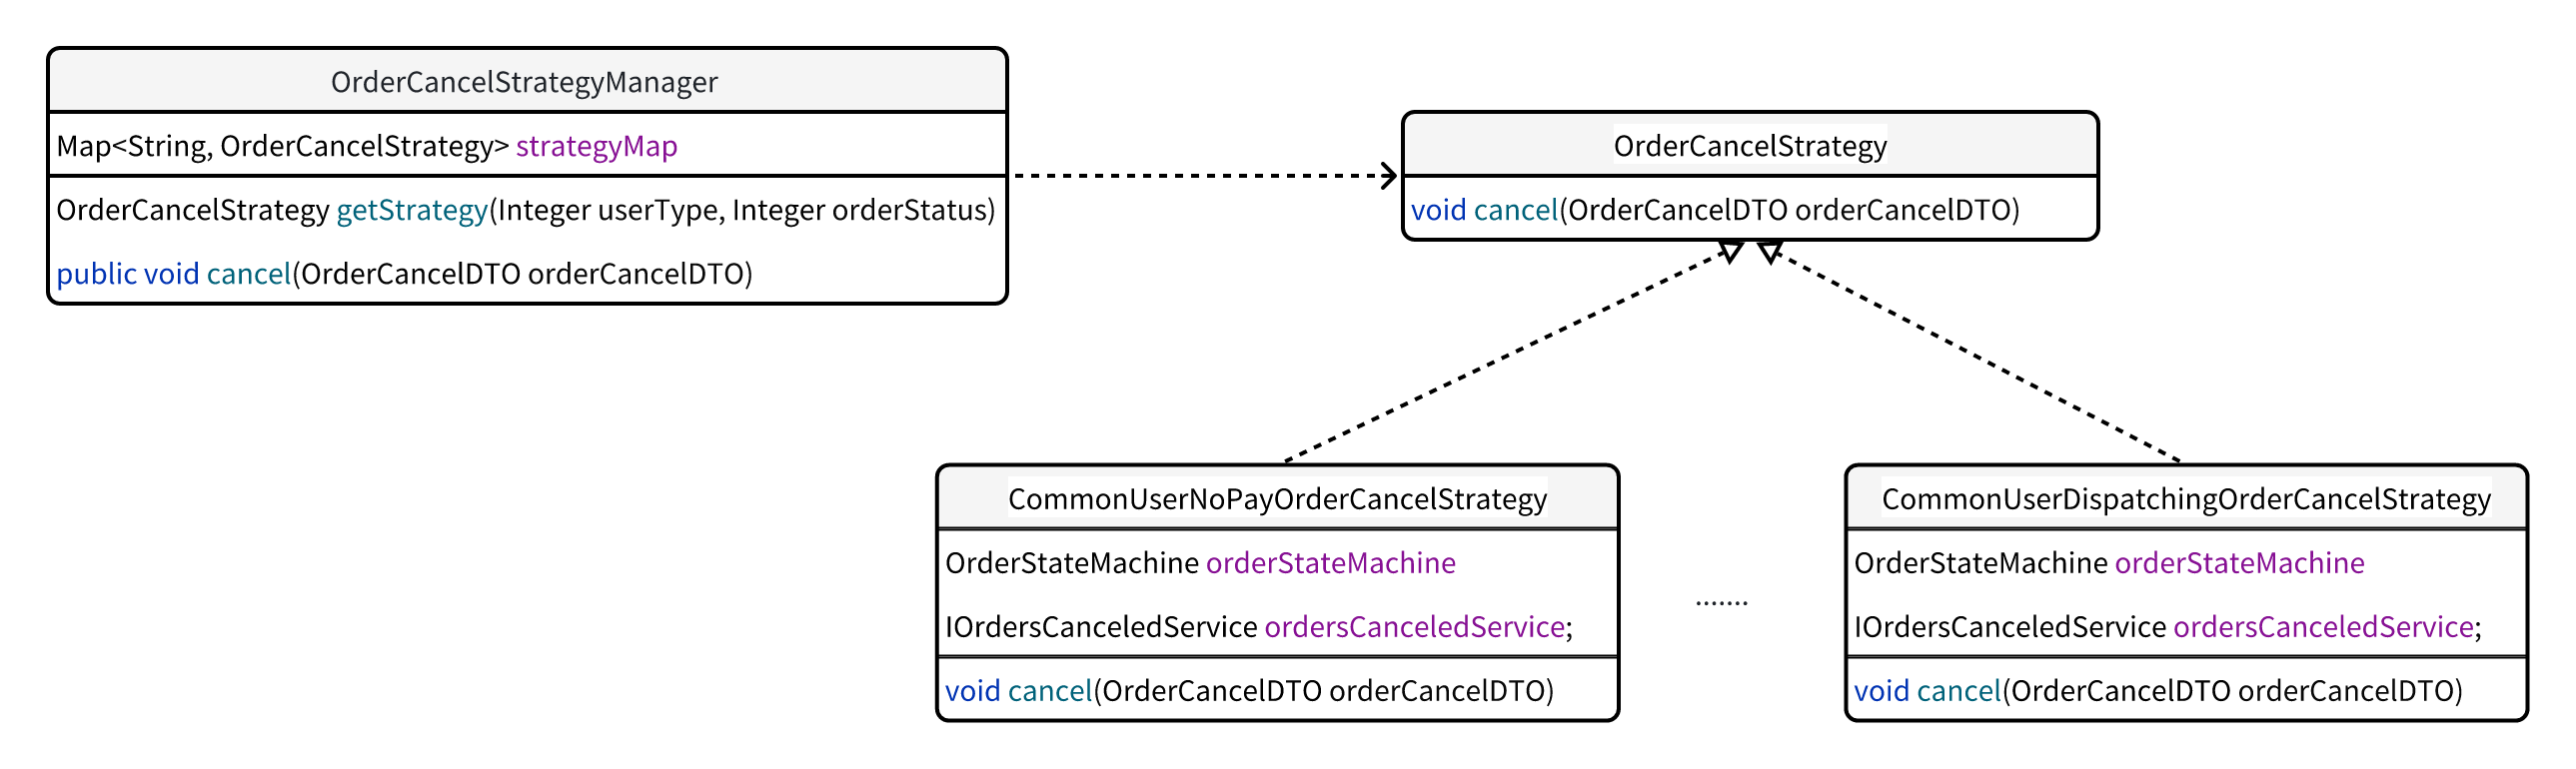 OrderCancelStrategyManager
Map<String, OrderCancelStrategy> strategyMap
OrderCancelStrategy getStrategy(Integer userType, Integer orderStatus)
public void cancel(OrderCancelDTO orderCancelDTO)
OrderCancelStrategy
void cancel(OrderCancelDTO orderCancelDTO)
CommonUserNoPayOrderCancelStrategy
OrderStateMachine orderStateMachine
IOrdersCanceledService ordersCanceledService;
void cancel(OrderCancelDTO orderCancelDTO)
.......
CommonUserDispatchingOrderCancelStrategy
OrderStateMachine orderStateMachine
IOrdersCanceledService ordersCanceledService;
void cancel(OrderCancelDTO orderCancelDTO)